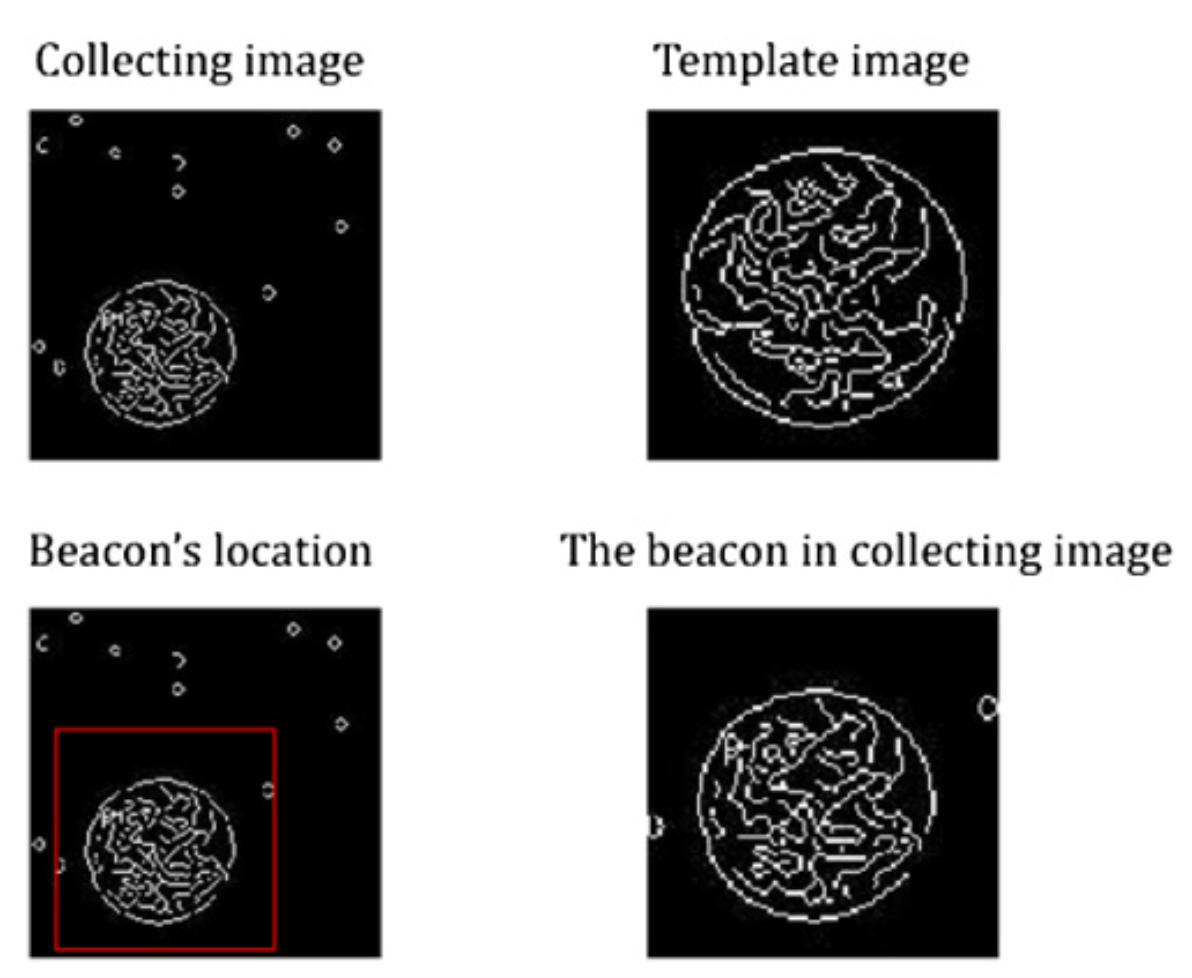 Collecting image
Template image
Beacon's location
The beacon in collecting image